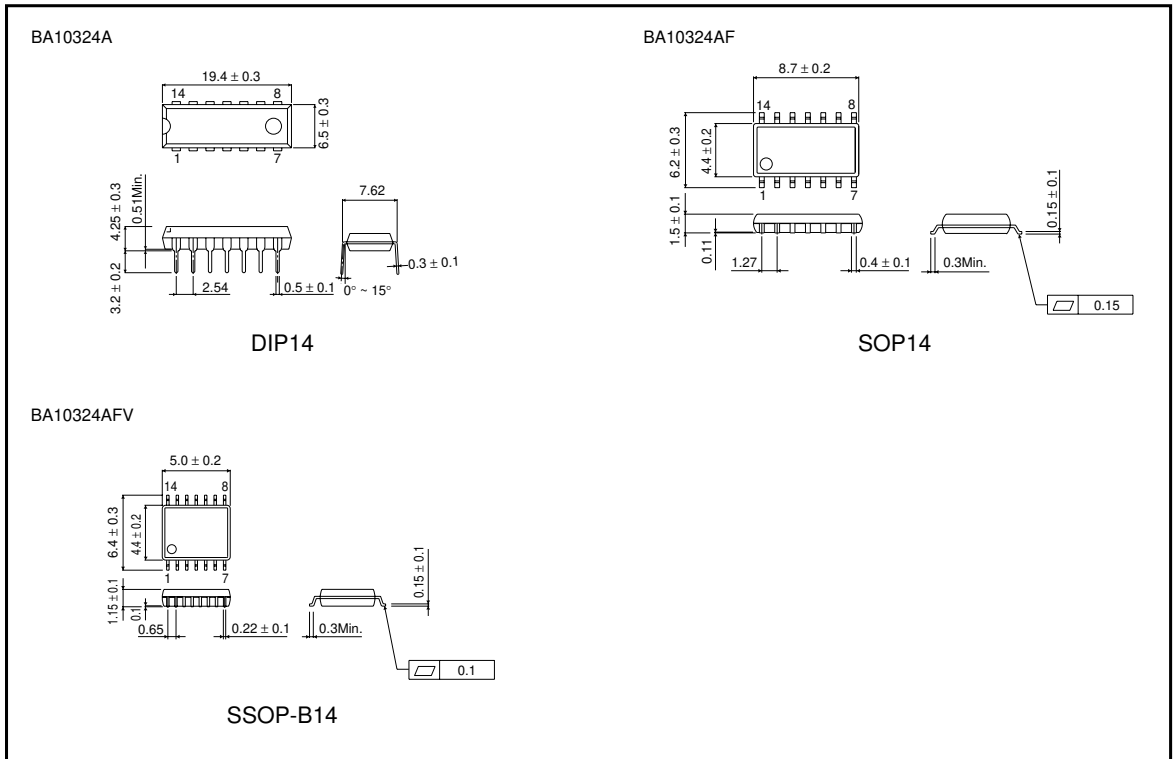 BA10324A
19.4 ± 0.3
14 8
6.5 ± 0.3
1 7
4.25 ± 0.3
0.51Min.
3.2 ± 0.2
2.54
0.5 ± 0.1
7.62
0.3 ± 0.1
0° ~ 15°
DIP14
BA10324AF
8.7 ± 0.2
14 8
6.2 ± 0.3
4.4 ± 0.2
1 7
1.5 ± 0.1
0.11
1.27
0.4 ± 0.1
0.3Min.
0.15 ± 0.1
0.15
SOP14
BA10324AFV
5.0 ± 0.2
14 8
6.4 ± 0.3
4.4 ± 0.2
1 7
1.15 ± 0.1
0.1
0.65
0.22 ± 0.1
0.3Min.
0.15 ± 0.1
0.1
SSOP-B14